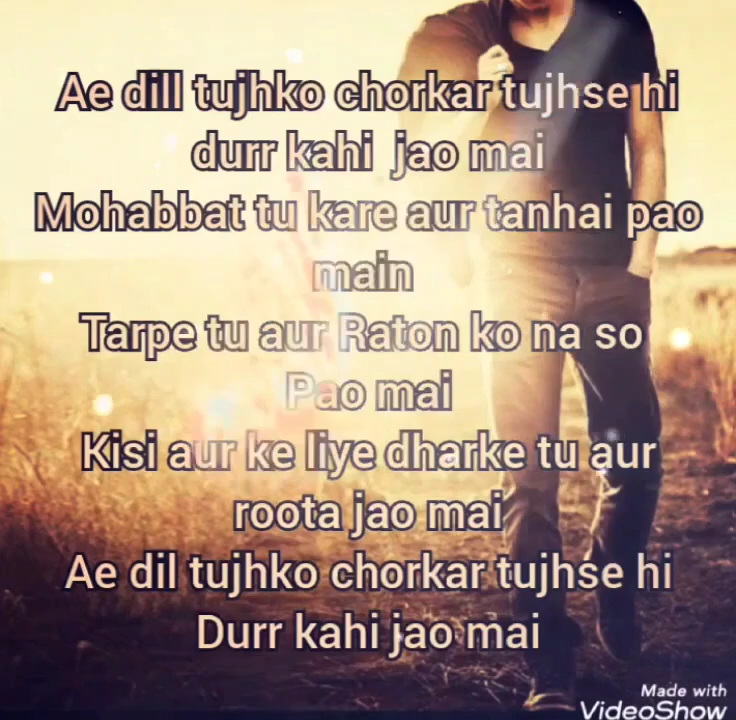 Ae dill tujhko chorkar tujhse hi
durr kahi jao mai
Mohabbat tu kare aur tanhai pao
main
Tarpe tu aur Raton ko na so
Pao mai
Kisi aur ke liye dharke tu aur
roota jao mai
Ae dil tujhko chorkar tujhse hi
Durr kahi jao mai
Made with
VideoShow